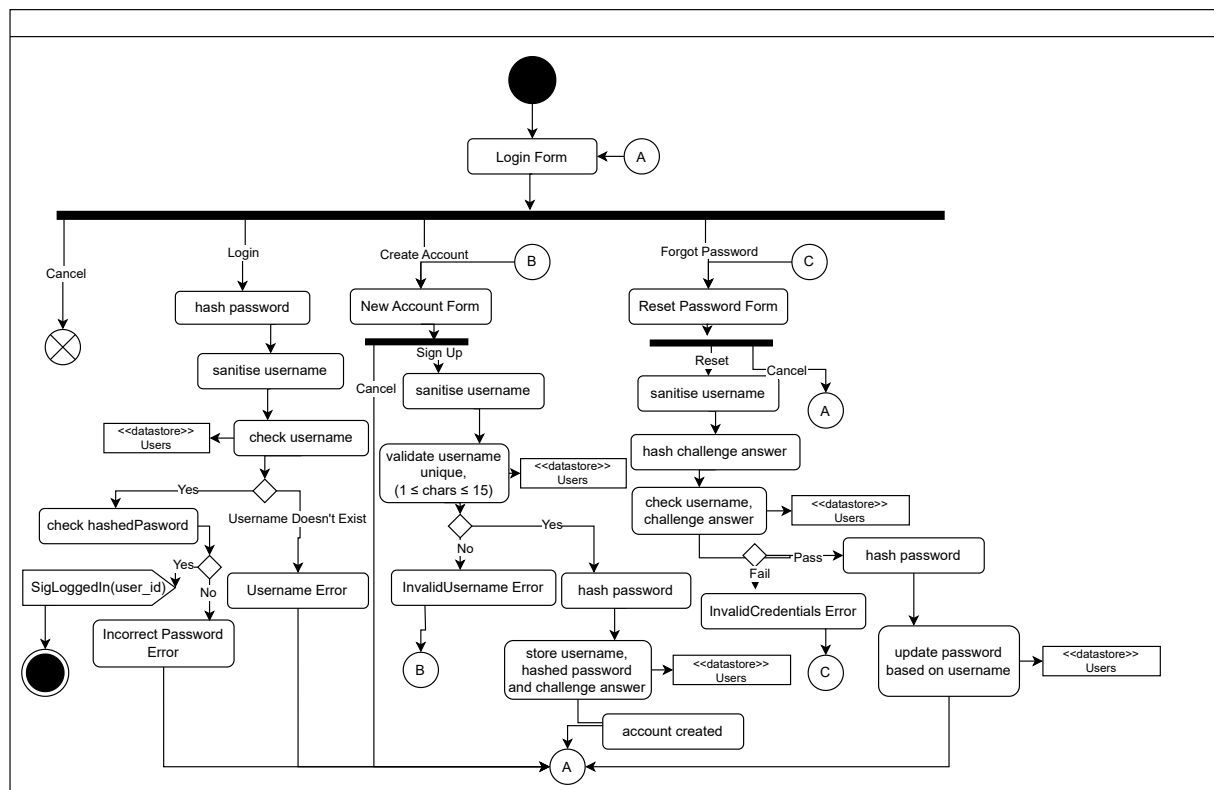 Login Form
A
Cancel
Login
Create Account
B
Forgot Password
C
hash password
New Account Form
Reset Password Form
Sign Up
Reset
Cancel
sanitise username
Cancel
sanitise username
sanitise username
A
<<datastore>>
Users
check username
validate username
unique,
(1 ≤ chars ≤ 15)
<<datastore>>
Users
hash challenge answer
check username,
challenge answer
<<datastore>>
Users
Yes
Username Doesn't Exist
check hashedPasword
Yes
No
Yes
No
Pass
Fail
hash password
SigLoggedIn(user_id)
Username Error
InvalidUsername Error
hash password
InvalidCredentials Error
Incorrect Password
Error
B
store username,
hashed password
and challenge answer
<<datastore>>
Users
C
update password
based on username
<<datastore>>
Users
account created
A